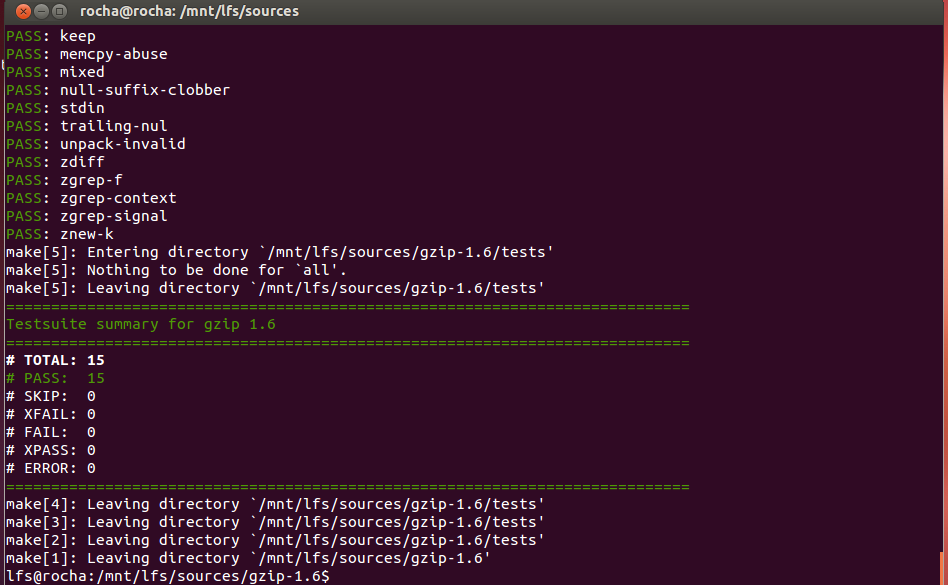 rocha@rocha: /mnt/lfs/sources
PASS: keep
PASS: memcpy-abuse
PASS: mixed
PASS: null-suffix-clobber
PASS: stdin
PASS: trailing-nul
PASS: unpack-invalid
PASS: zdiff
PASS: zgrep-f
PASS: zgrep-context
PASS: zgrep-signal
PASS: znew-k
make[5]: Entering directory `/mnt/lfs/sources/gzip-1.6/tests'
make[5]: Nothing to be done for `all'.
make[5]: Leaving directory `/mnt/lfs/sources/gzip-1.6/tests'
============================================================================
Testsuite summary for gzip 1.6
============================================================================
# TOTAL: 15
# PASS:  15
# SKIP:  0
# XFAIL: 0
# FAIL:  0
# XPASS: 0
# ERROR: 0
============================================================================
make[4]: Leaving directory `/mnt/lfs/sources/gzip-1.6/tests'
make[3]: Leaving directory `/mnt/lfs/sources/gzip-1.6/tests'
make[2]: Leaving directory `/mnt/lfs/sources/gzip-1.6/tests'
make[1]: Leaving directory `/mnt/lfs/sources/gzip-1.6'
lfs@rocha:/mnt/lfs/sources/gzip-1.6$